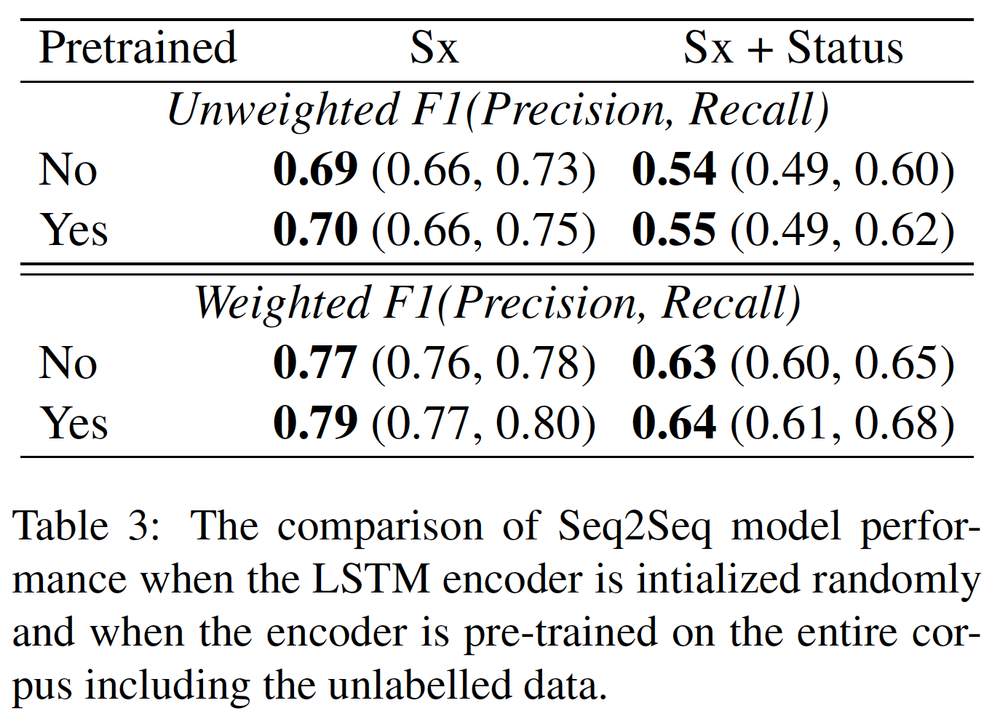 Pretrained Sx Sx + Status
Unweighted F1(Precision, Recall)
No 0.69 (0.66, 0.73) 0.54 (0.49, 0.60)
Yes 0.70 (0.66, 0.75) 0.55 (0.49, 0.62)
Weighted F1(Precision, Recall)
No 0.77 (0.76, 0.78) 0.63 (0.60, 0.65)
Yes 0.79 (0.77, 0.80) 0.64 (0.61, 0.68)
Table 3: The comparison of Seq2Seq model perfor-
mance when the LSTM encoder is intialized randomly
and when the encoder is pre-trained on the entire cor-
pus including the unlabelled data.